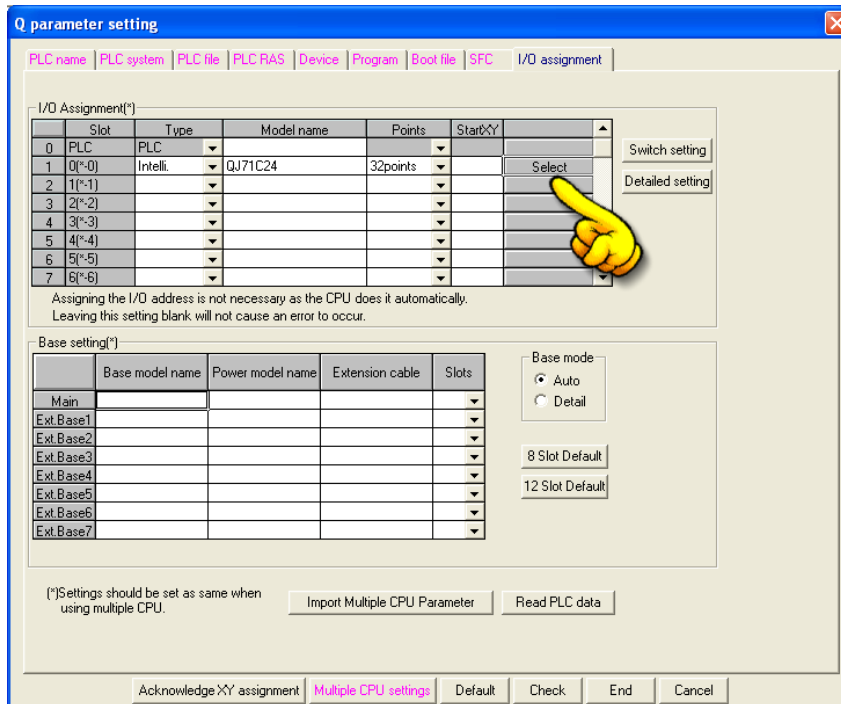 Q parameter setting
PLC name PLC system PLC file PLC RAS Device Program Boot file SFC I/O assignment
I/O Assignment(*)
Slot Type Model name Points StartXY
0 PLC PLC
1 0(*-0) Intelli. QJ71C24 32points Select
2 1(*-1)
3 2(*-2)
4 3(*-3)
5 4(*-4)
6 5(*-5)
7 6(*-6)
Switch setting
Detailed setting
Assigning the I/O address is not necessary as the CPU does it automatically.
Leaving this setting blank will not cause an error to occur.
Base setting(*)
Base model name Power model name Extension cable Slots
Main
Ext.Base1
Ext.Base2
Ext.Base3
Ext.Base4
Ext.Base5
Ext.Base6
Ext.Base7
Base mode
Auto
Detail
8 Slot Default
12 Slot Default
(*)Settings should be set as same when
using multiple CPU.
Import Multiple CPU Parameter Read PLC data
Acknowledge XY assignment Multiple CPU settings Default Check End Cancel